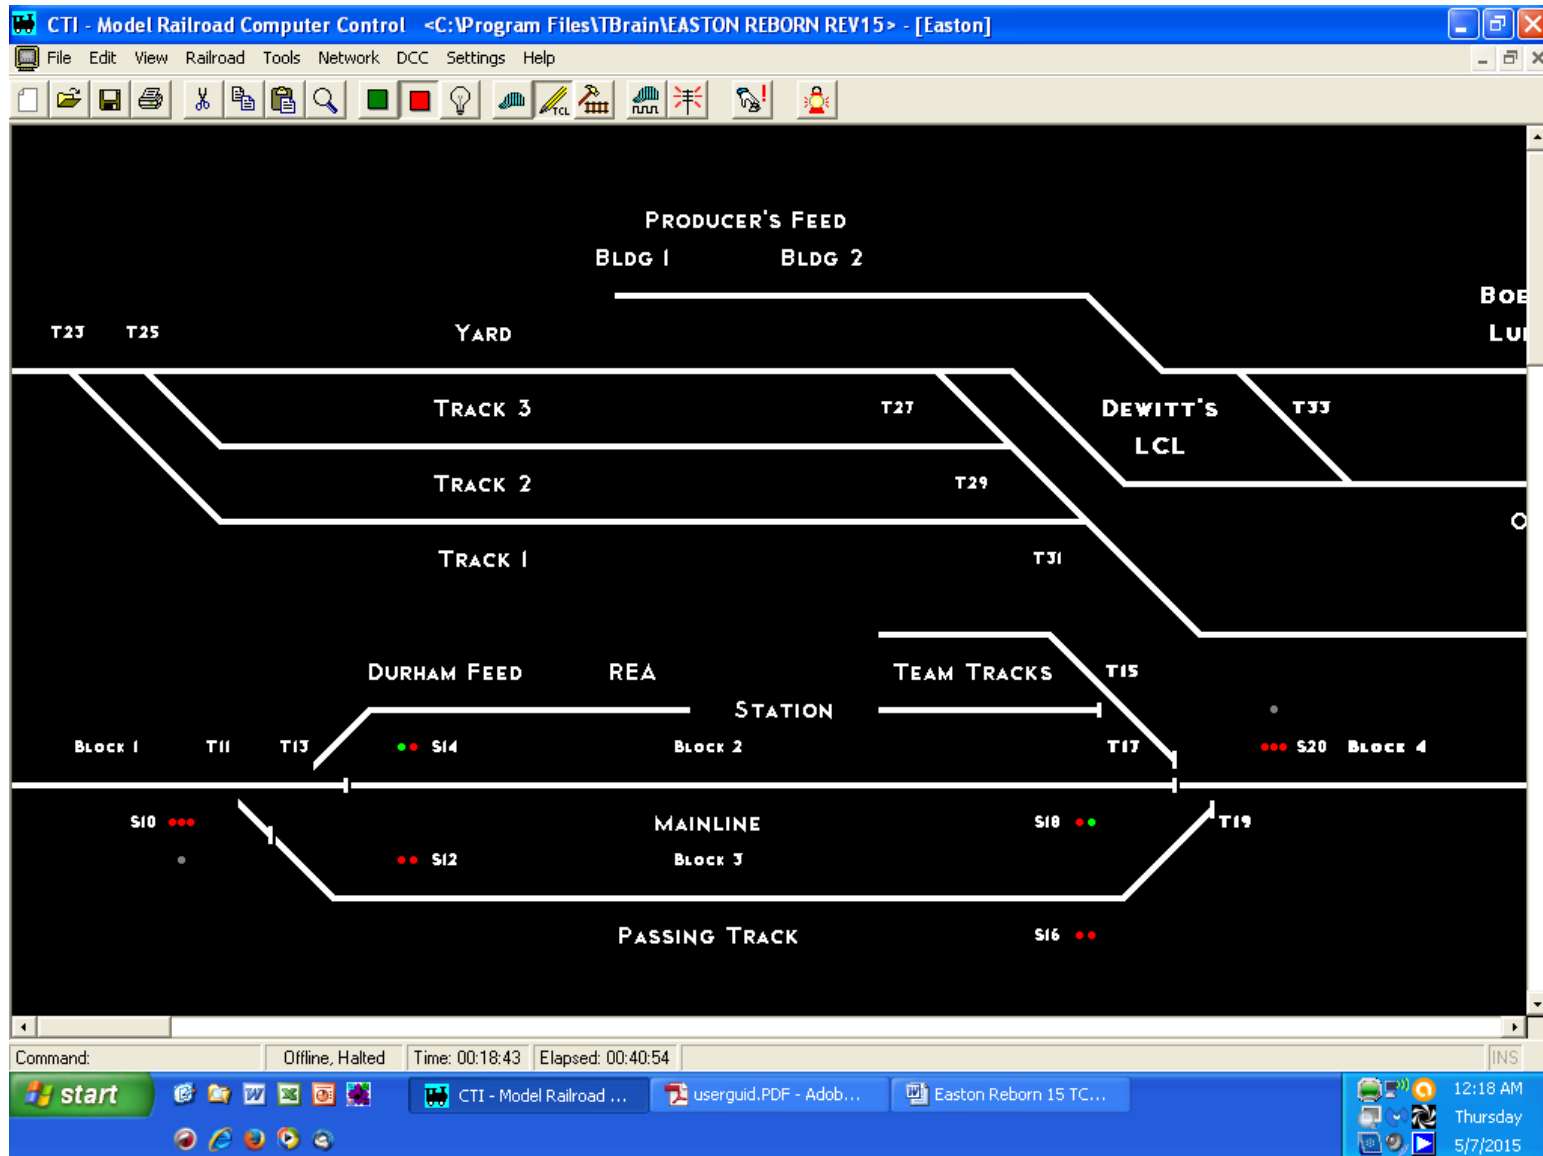 CTI - Model Railroad Computer Control   <C:\Program Files\TBrain\EASTON REBORN REV15> - [Easton]
File Edit View Railroad Tools Network DCC Settings Help
TCL
PRODUCER'S FEED
BLDG 1 BLDG 2
BOE
T23 T25 YARD LU
TRACK 3 T27 DEWITT'S T33
LCL
TRACK 2 T29
O
TRACK 1 T31
DURHAM FEED REA TEAM TRACKS T15
STATION
BLOCK 1 T11 T13 S14 BLOCK 2 T17 S20 BLOCK 4
S10 MAINLINE S18 T19
S12 BLOCK 3
PASSING TRACK S16
Command: Offline, Halted Time: 00:18:43 Elapsed: 00:40:54 INS
start CTI - Model Railroad ... userguid.PDF - Adob... Easton Reborn 15 TC... 12:18 AM
Thursday
5/7/2015